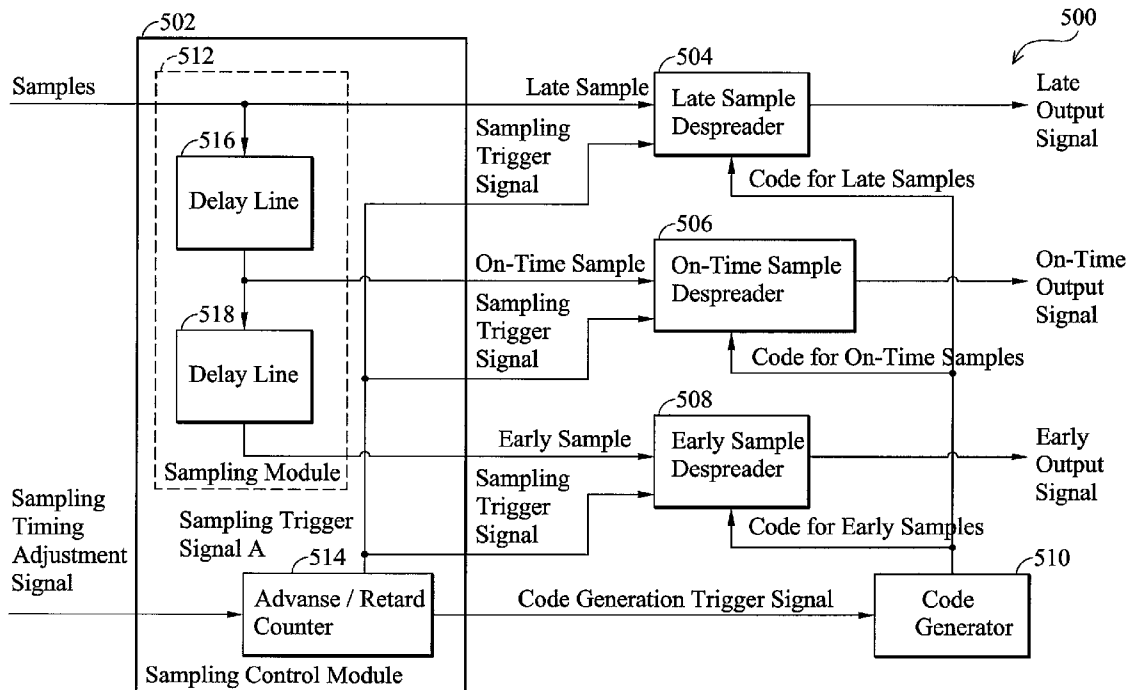 502
500
512
504
Samples
Late Sample
Late Sample
Despreader
Late
Output
Signal
Sampling
Trigger
Signal
516
Delay Line
Code for Late Samples
506
On-Time Sample
On-Time Sample
Despreader
On-Time
Output
Signal
518
Delay Line
Sampling
Trigger
Signal
Code for On-Time Samples
508
Early Sample
Early Sample
Despreader
Early
Output
Signal
Sampling Module
Sampling
Timing
Adjustment
Signal
Sampling Trigger
Signal A
Sampling
Trigger
Signal
Code for Early Samples
514
510
Advanse / Retard
Counter
Code Generation Trigger Signal
Code
Generator
Sampling Control Module